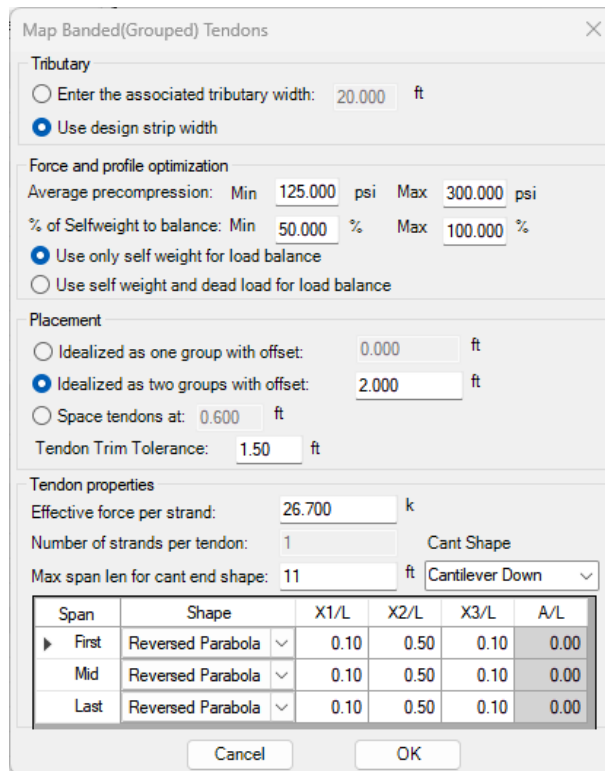 Map Banded(Grouped) Tendons
Tributary
Enter the associated tributary width: 20.000 ft
Use design strip width
Force and profile optimization
Average precompression: Min 125.000 psi Max 300.000 psi
% of Selfweight to balance: Min 50.000 % Max 100.000 %
Use only self weight for load balance
Use self weight and dead load for load balance
Placement
Idealized as one group with offset: 0.000 ft
Idealized as two groups with offset: 2.000 ft
Space tendons at: 0.600 ft
Tendon Trim Tolerance: 1.50 ft
Tendon properties
Effective force per strand: 26.700 k
Number of strands per tendon: 1 Cant Shape
Max span len for cant end shape: 11 ft Cantilever Down
Span Shape X1/L X2/L X3/L A/L
First Reversed Parabola 0.10 0.50 0.10 0.00
Mid Reversed Parabola 0.10 0.50 0.10 0.00
Last Reversed Parabola 0.10 0.50 0.10 0.00
Cancel OK